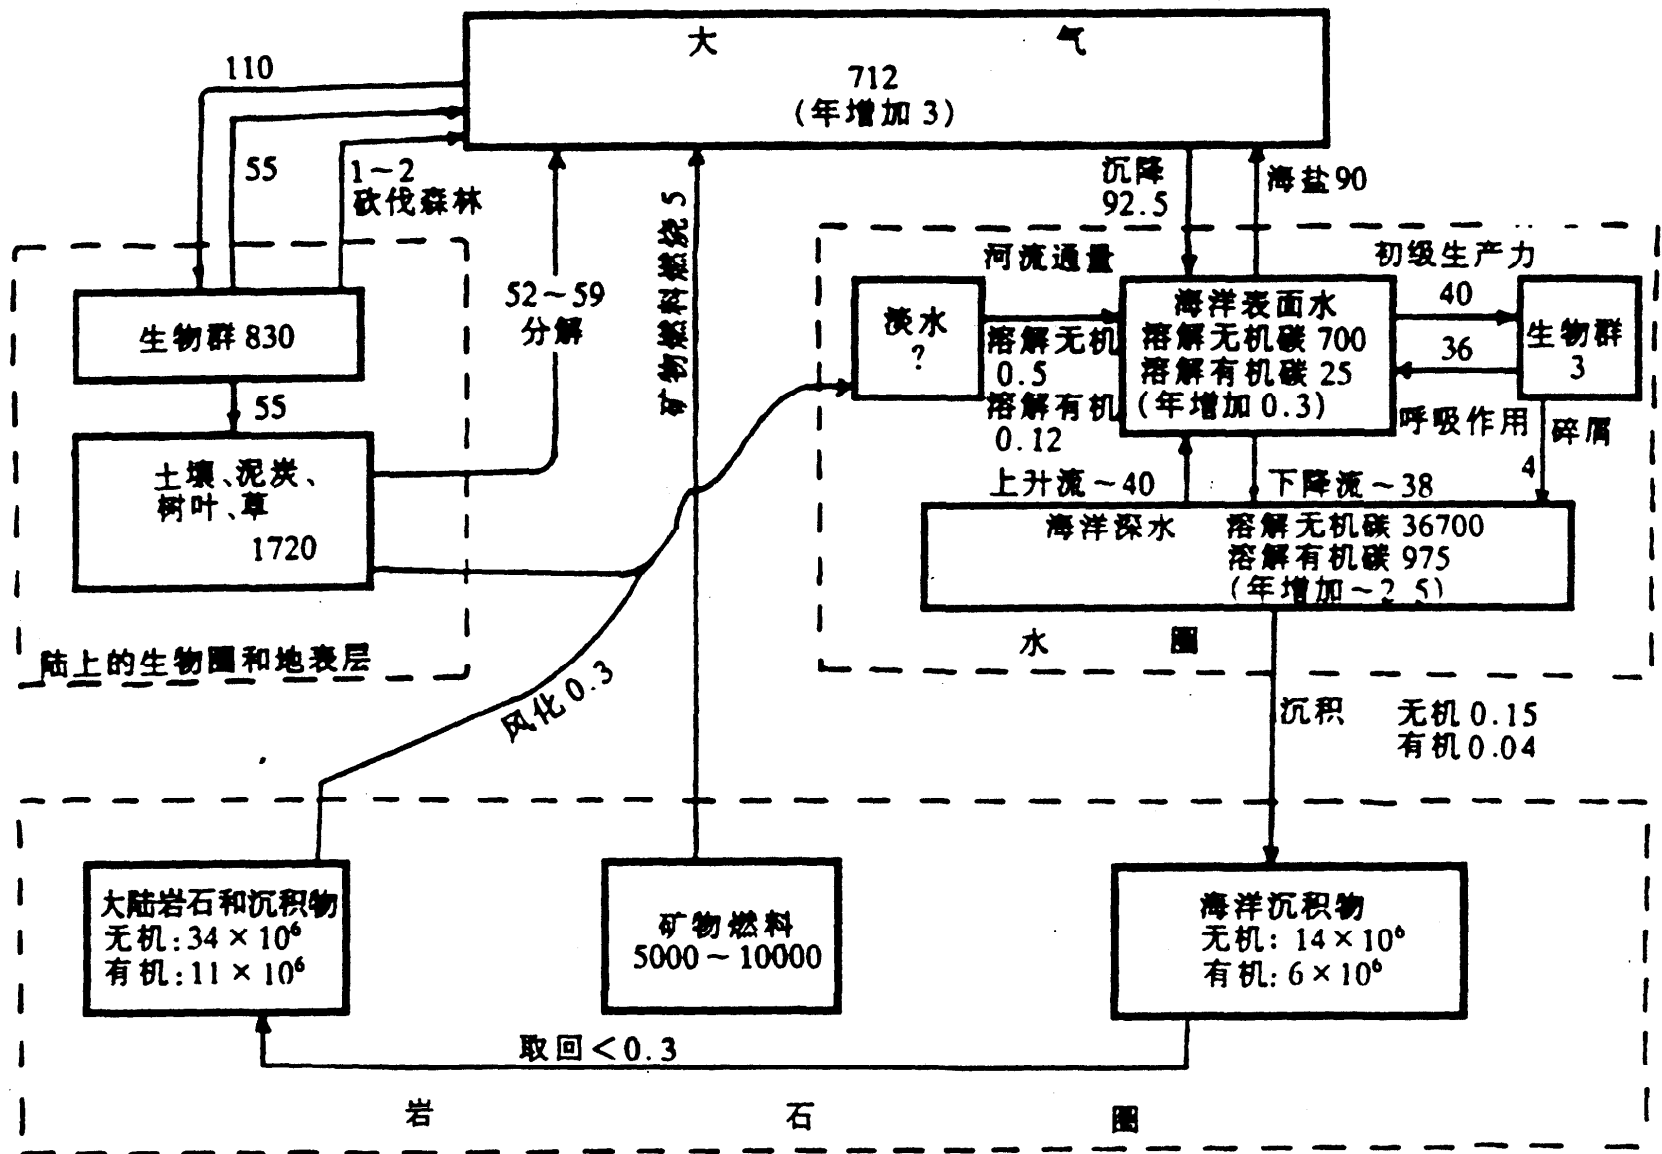 大气
712
(年增加 3)
110
55
1～2
砍伐森林
52～59
分解
矿物燃料燃烧 5
沉降
92.5
海盐90
生物群 830
55
土壤、泥炭、
树叶、草
1720
陆上的生物圈和地表层
河流通量
淡水
?
溶解无机
0.5
溶解有机
0.12
海洋表面水
溶解无机碳 700
溶解有机碳 25
(年增加0.3)
初级生产力
40
36
呼吸作用
生物群
3
碎屑
4
上升流～40
下降流～38
海洋深水
溶解无机碳 36700
溶解有机碳 975
(年增加～2.5)
水圈
风化0.3
沉积
无机0.15
有机0.04
大陆岩石和沉积物
无机:34×10⁶
有机:11×10⁶
矿物燃料
5000～10000
海洋沉积物
无机: 14×10⁶
有机: 6×10⁶
取回<0.3
岩石圈